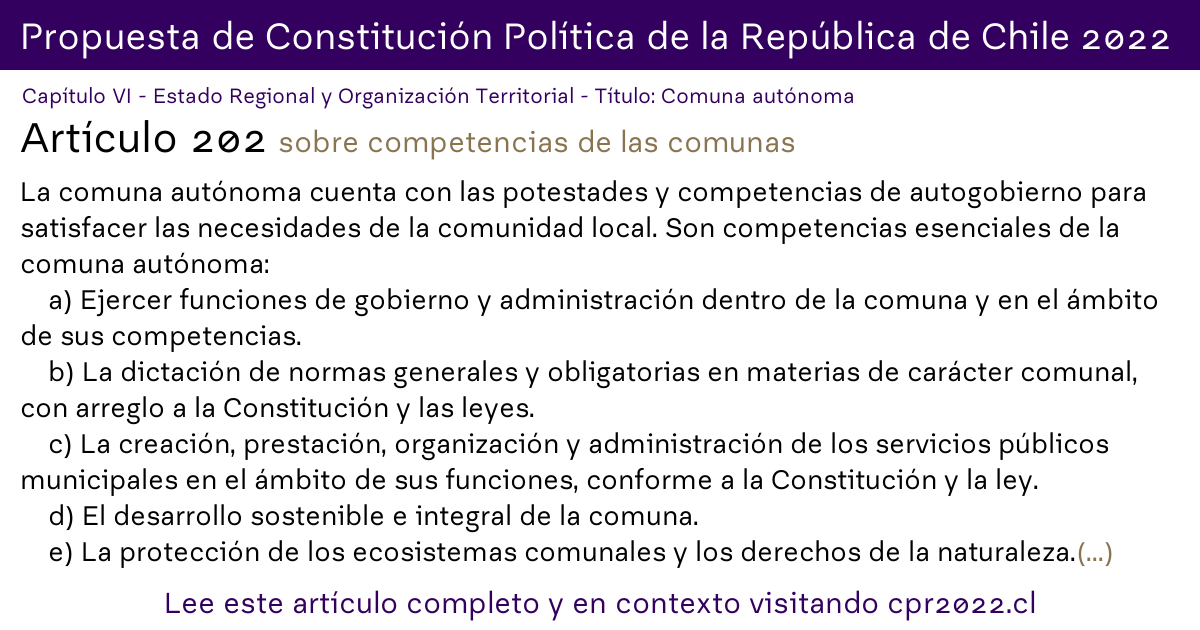 Propuesta de Constitución Política de la República de Chile 2022
Capítulo VI - Estado Regional y Organización Territorial - Título: Comuna autónoma
Artículo 202 sobre competencias de las comunas
La comuna autónoma cuenta con las potestades y competencias de autogobierno para
satisfacer las necesidades de la comunidad local. Son competencias esenciales de la
comuna autónoma:
a) Ejercer funciones de gobierno y administración dentro de la comuna y en el ámbito
de sus competencias.
b) La dictación de normas generales y obligatorias en materias de carácter comunal,
con arreglo a la Constitución y las leyes.
c) La creación, prestación, organización y administración de los servicios públicos
municipales en el ámbito de sus funciones, conforme a la Constitución y la ley.
d) El desarrollo sostenible e integral de la comuna.
e) La protección de los ecosistemas comunales y los derechos de la naturaleza.(...)
Lee este artículo completo y en contexto visitando cpr2022.cl